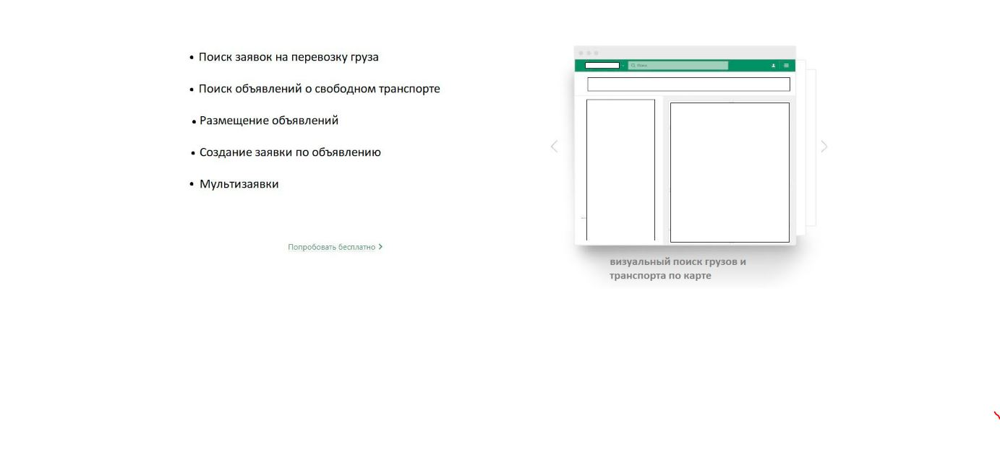 Поиск заявок на перевозку груза
Поиск объявлений о свободном транспорте
Размещение объявлений
Создание заявки по объявлению
Мультизаявки
Попробовать бесплатно
Поиск
визуальный поиск грузов и
транспорта по карте